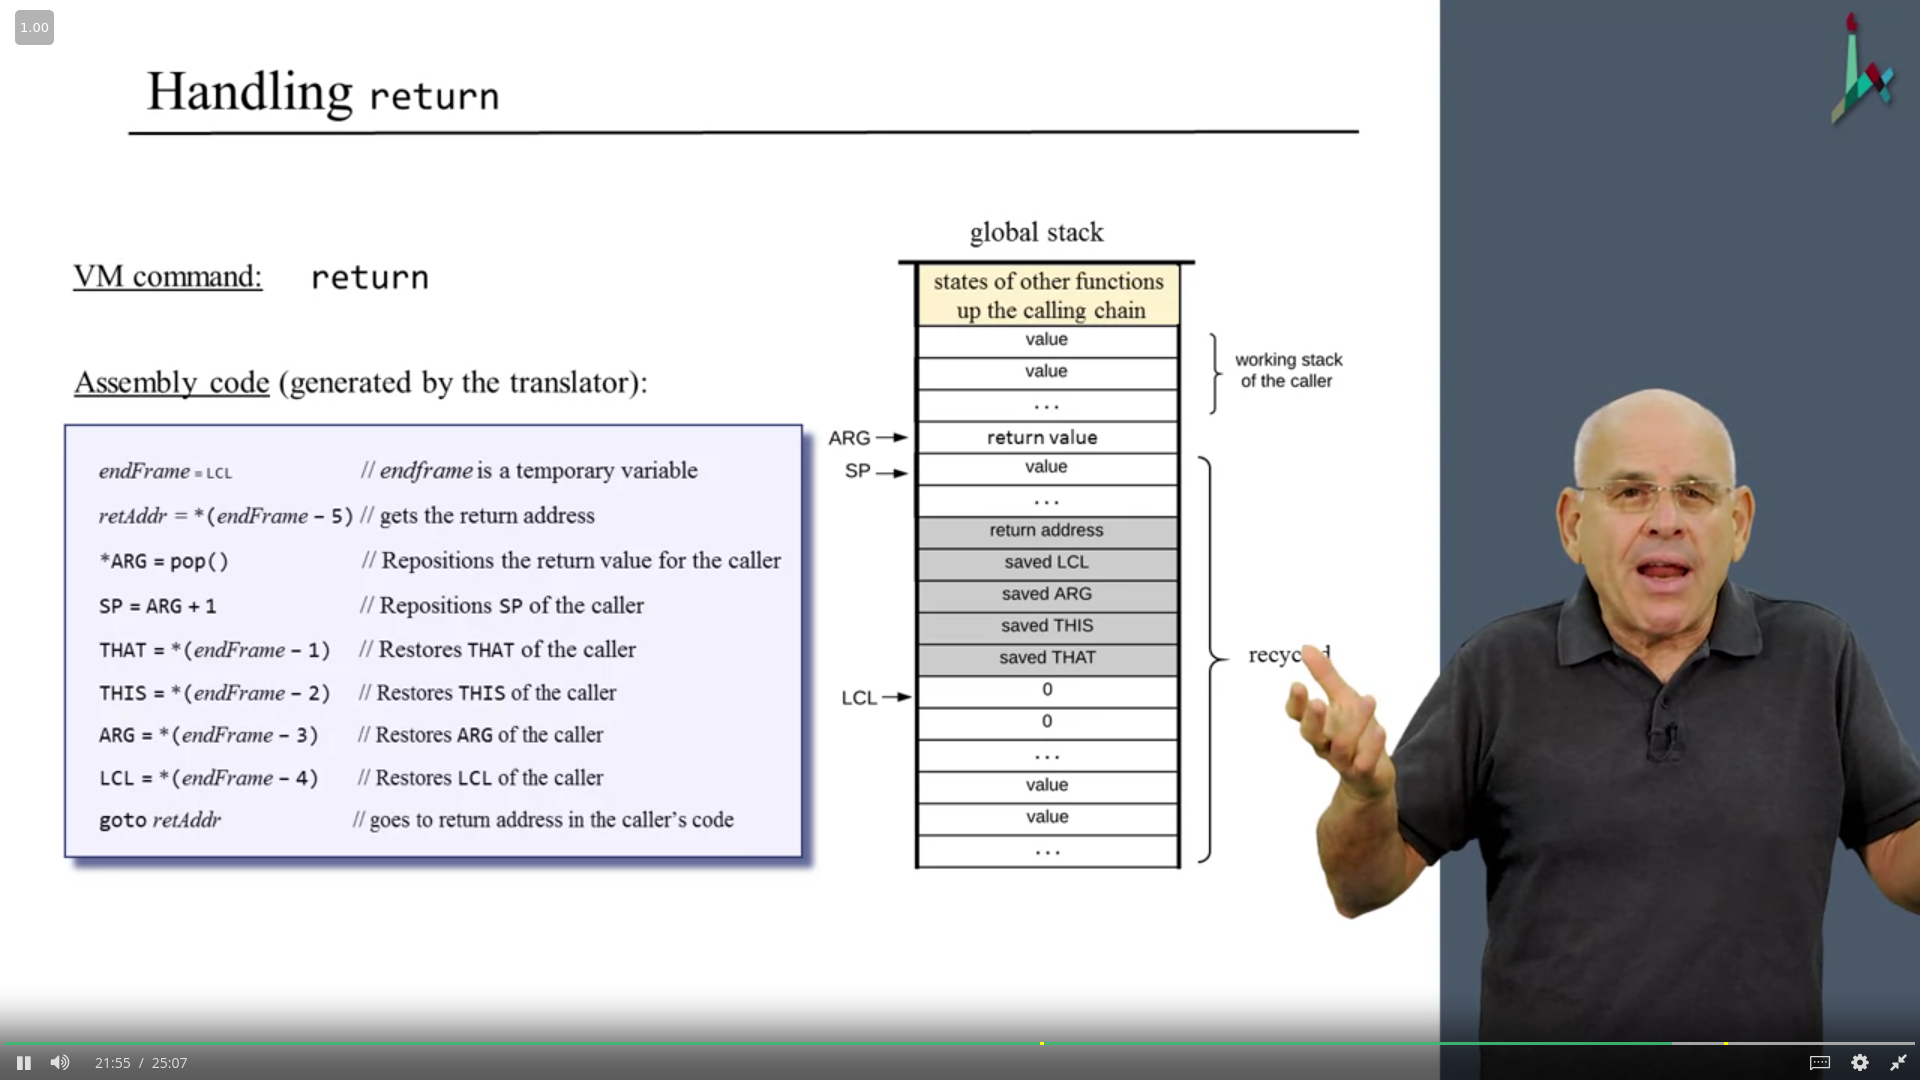 1.00
Handling return
VM command: return
Assembly code (generated by the translator):
endFrame = LCL // endframe is a temporary variable
retAddr = *(endFrame – 5) // gets the return address
*ARG = pop() // Repositions the return value for the caller
SP = ARG + 1 // Repositions SP of the caller
THAT = *(endFrame – 1) // Restores THAT of the caller
THIS = *(endFrame – 2) // Restores THIS of the caller
ARG = *(endFrame – 3) // Restores ARG of the caller
LCL = *(endFrame – 4) // Restores LCL of the caller
goto retAddr // goes to return address in the caller’s code
global stack
states of other functions
up the calling chain
value
value
...
working stack
of the caller
ARG
return value
SP
value
...
return address
saved LCL
saved ARG
saved THIS
saved THAT
LCL
0
0
...
value
value
...
21:55 / 25:07